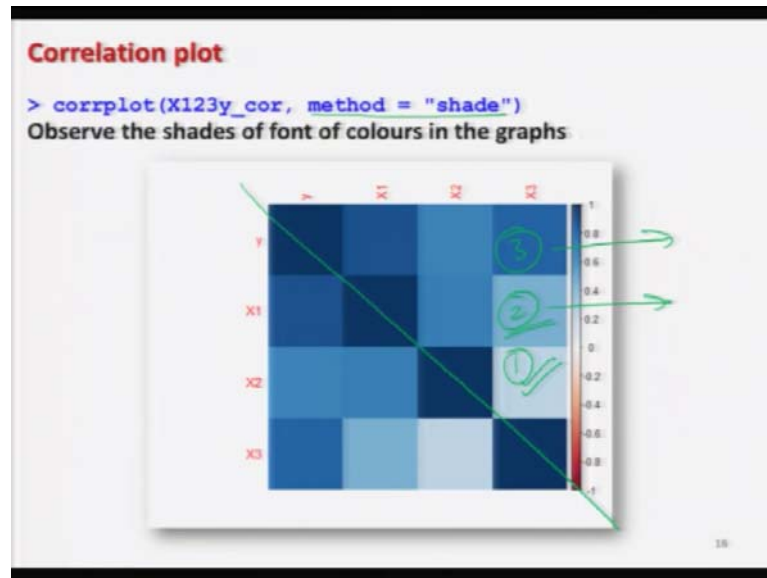 Correlation plot
> corrplot(X123y_cor, method = "shade")
Observe the shades of font of colours in the graphs
y X1 X2 X3
y
X1
X2
X3
1
0.8
0.6
0.4
0.2
0
-0.2
-0.4
-0.6
-0.8
-1
3
2
1
16